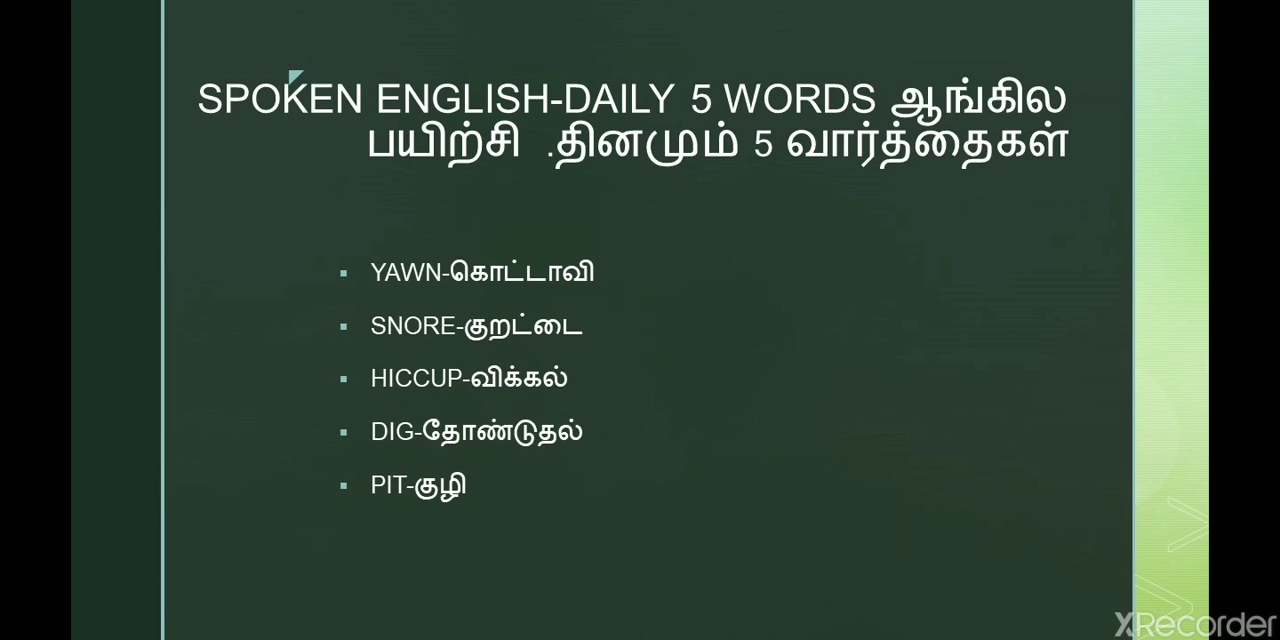 SPOKEN ENGLISH-DAILY 5 WORDS ஆங்கில
பயிற்சி .தினமும் 5 வார்த்தைகள்
YAWN-கொட்டாவி
SNORE-குறட்டை
HICCUP-விக்கல்
DIG-தோண்டுதல்
PIT-குழி
XRecorder